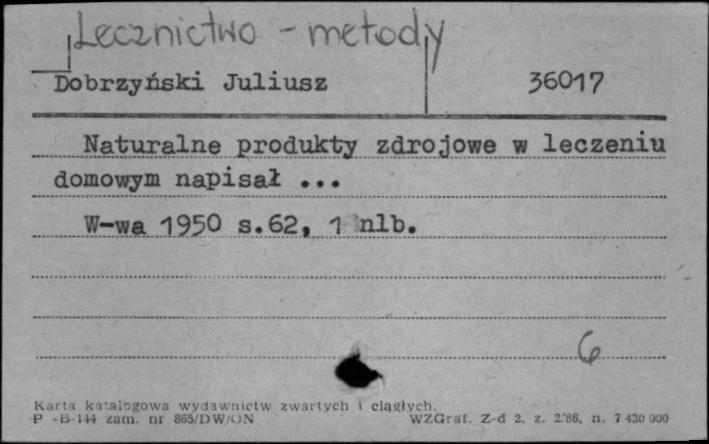 Lecznictwo - metody
Dobrzyński Juliusz 36017
Naturalne produkty zdrojowe w leczeniu
domowym napisał ...
W-wa 1950 s.62, 1 nlb.
6
Karta katalogowa wydawnictw zwartych i ciągłych.
P -B-144 zam. nr 865/DW/ON WZGraf. Z-d 2. z. 2/86, n. 7 430 000